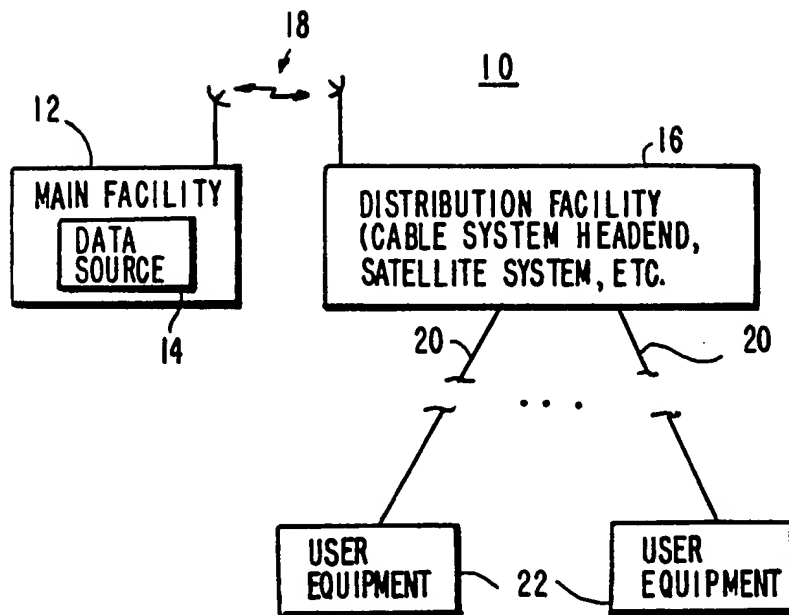 18
10
12
16
MAIN FACILITY
DATA
SOURCE
14
DISTRIBUTION FACILITY
(CABLE SYSTEM HEADEND,
SATELLITE SYSTEM, ETC.
20
20
...
USER
EQUIPMENT
22
USER
EQUIPMENT